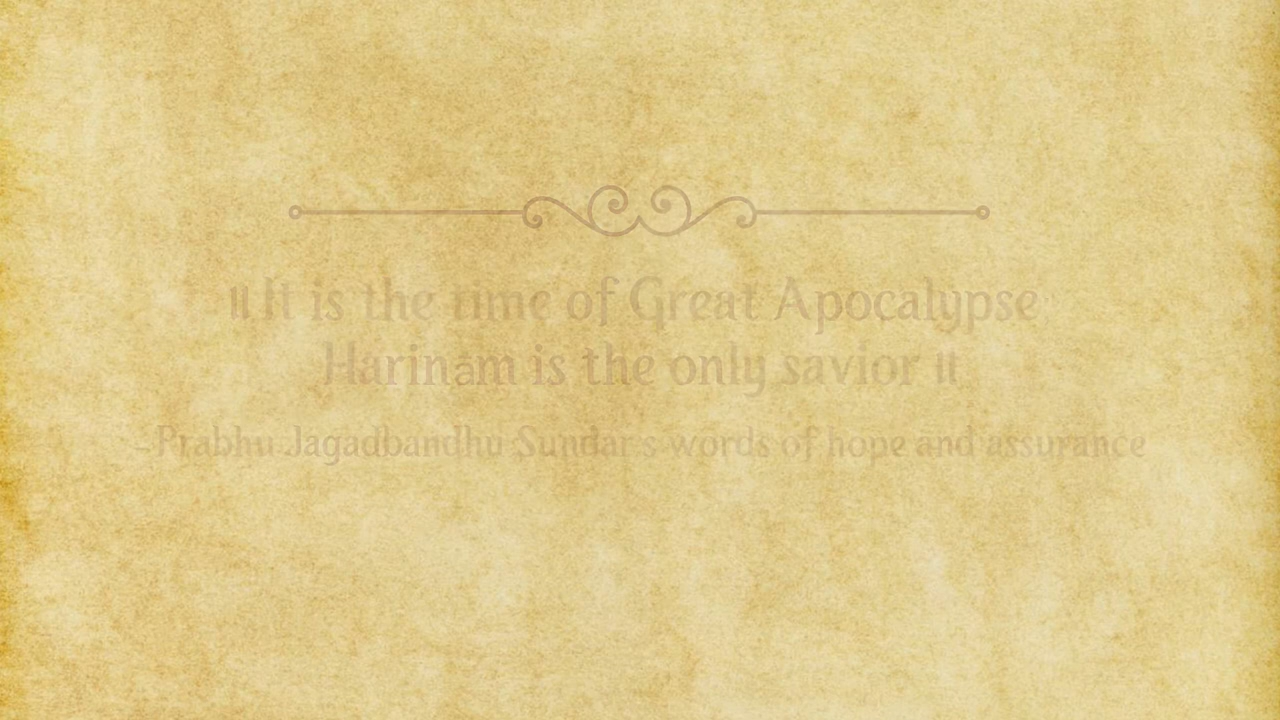 ॥ It is the time of Great Apocalypse
Harinam is the only savior ॥
-Prabhu Jagadbandhu Sundar's words of hope and assurance